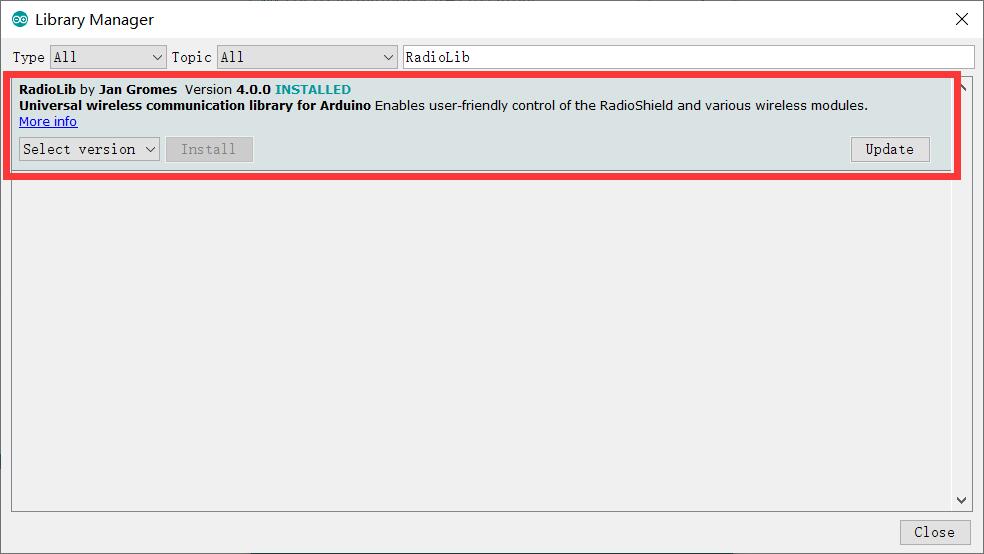 Library Manager
Type All Topic All RadioLib
RadioLib by Jan Gromes Version 4.0.0 INSTALLED
Universal wireless communication library for Arduino Enables user-friendly control of the RadioShield and various wireless modules.
More info
Select version Install Update
Close